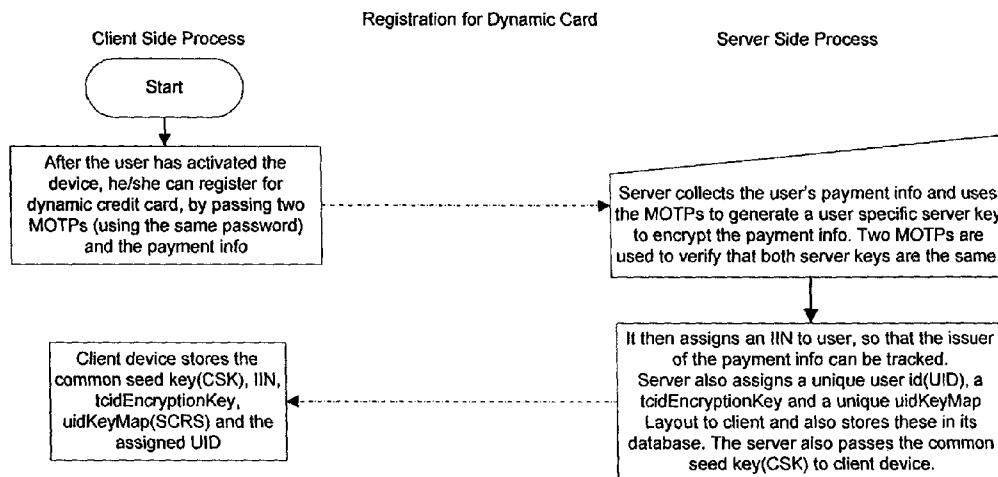 Registration for Dynamic Card
Client Side Process
Server Side Process
Start
After the user has activated the
device, he/she can register for
dynamic credit card, by passing two
MOTPs (using the same password)
and the payment info
Server collects the user's payment info and uses
the MOTPs to generate a user specific server key
to encrypt the payment info. Two MOTPs are
used to verify that both server keys are the same.
It then assigns an IIN to user, so that the issuer
of the payment info can be tracked.
Server also assigns a unique user id(UID), a
tcidEncryptionKey and a unique uidKeyMap
Layout to client and also stores these in its
database. The server also passes the common
seed key(CSK) to client device.
Client device stores the
common seed key(CSK), IIN,
tcidEncryptionKey,
uidKeyMap(SCRS) and the
assigned UID